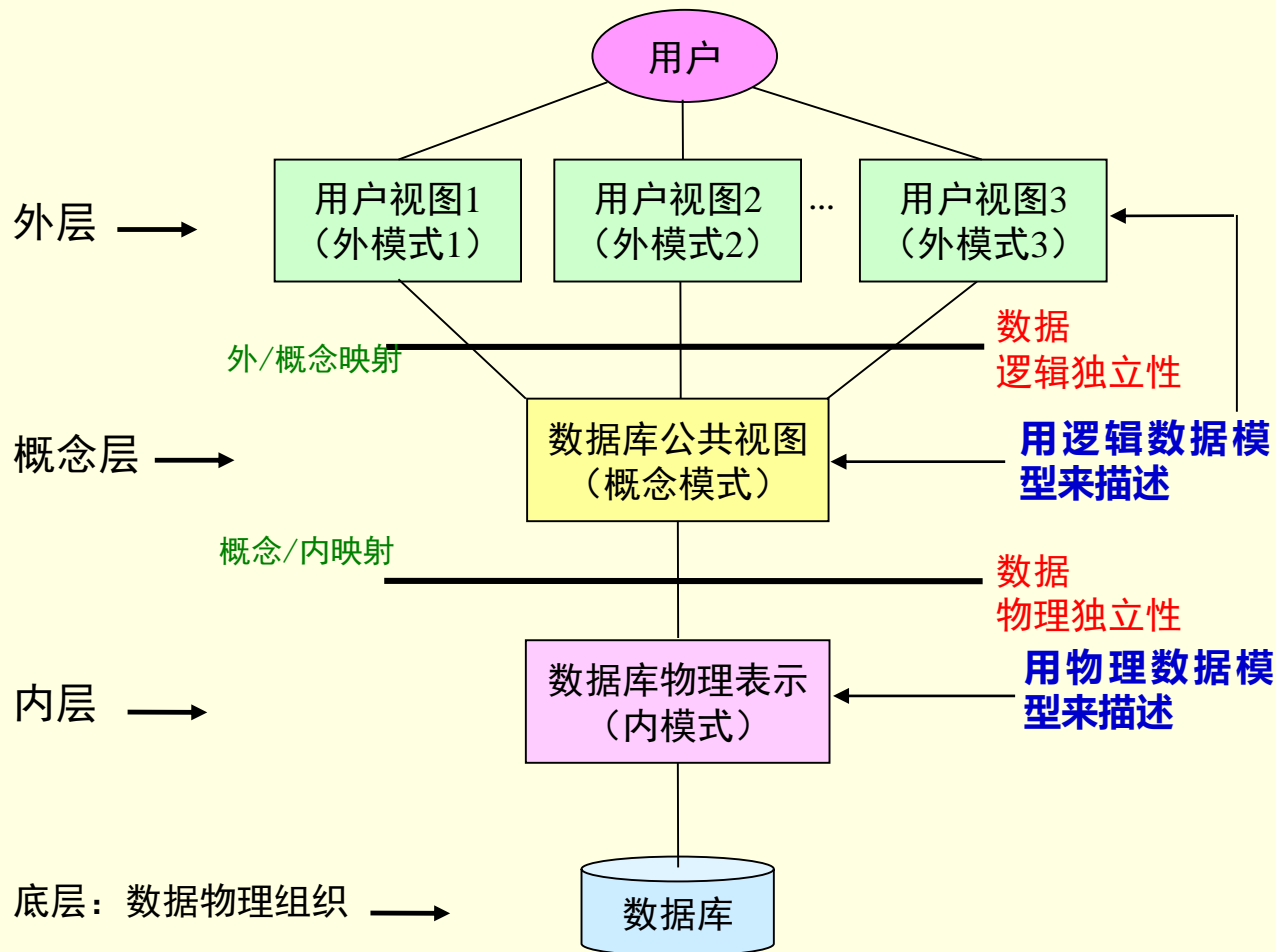 用户
外层
用户视图1
（外模式1）
用户视图2
（外模式2）
...
用户视图3
（外模式3）
外/概念映射
数据
逻辑独立性
概念层
数据库公共视图
（概念模式）
用逻辑数据模
型来描述
概念/内映射
数据
物理独立性
内层
数据库物理表示
（内模式）
用物理数据模
型来描述
底层：数据物理组织
数据库